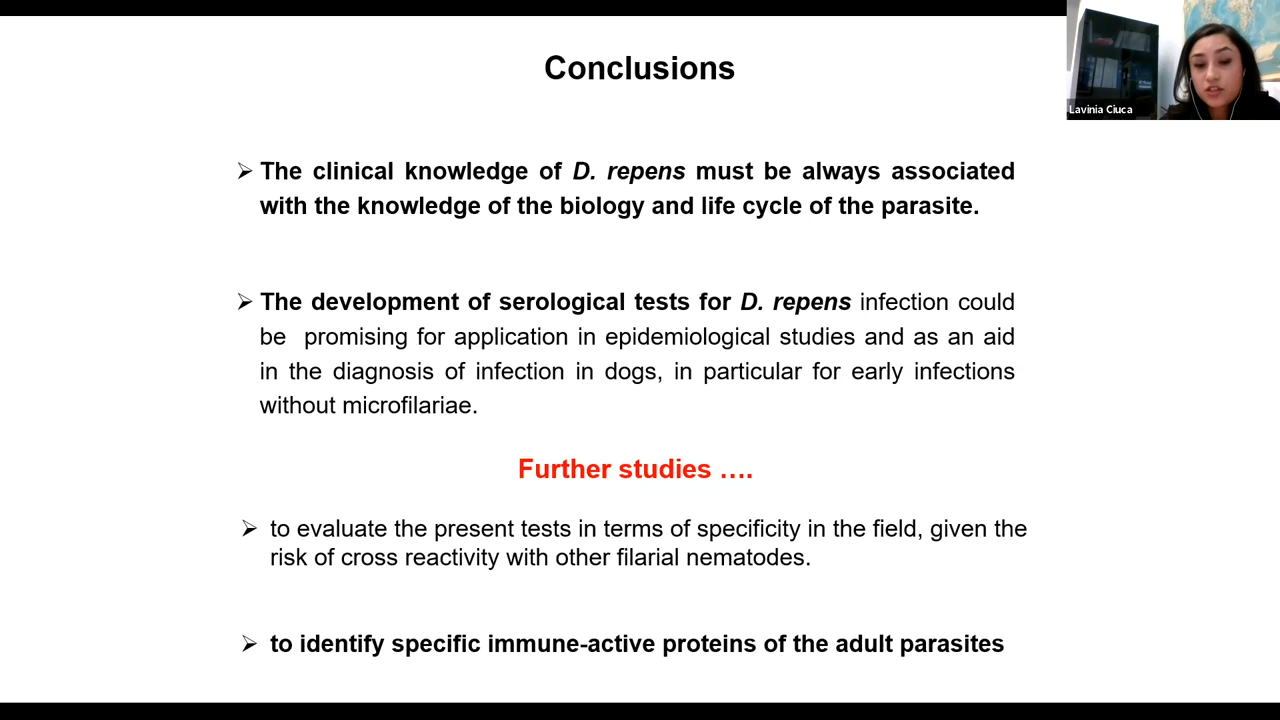 Conclusions
Lavinia Ciuca
➢ The clinical knowledge of D. repens must be always associated
with the knowledge of the biology and life cycle of the parasite.
➢ The development of serological tests for D. repens infection could
be promising for application in epidemiological studies and as an aid
in the diagnosis of infection in dogs, in particular for early infections
without microfilariae.
Further studies ….
➢ to evaluate the present tests in terms of specificity in the field, given the
risk of cross reactivity with other filarial nematodes.
➢ to identify specific immune-active proteins of the adult parasites